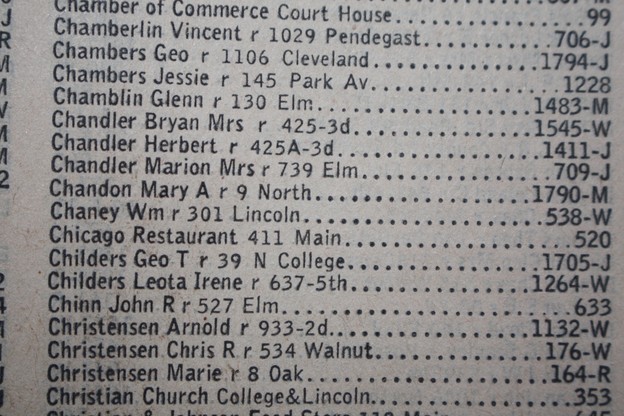 Chamber of Commerce Court House....99
Chamberlin Vincent r 1029 Pendegast..........706-J
Chambers Geo r 1106 Cleveland..............1794-J
Chambers Jessie r 145 Park Av................1228
Chamblin Glenn r 130 Elm..................1483-M
Chandler Bryan Mrs r 425-3d..............1545-W
Chandler Herbert r 425A-3d................1411-J
Chandler Marion Mrs r 739 Elm..............709-J
Chandon Mary A r 9 North..................1790-M
Chaney Wm r 301 Lincoln....................538-W
Chicago Restaurant 411 Main..................520
Childers Geo T r 39 N College..............1705-J
Childers Leota Irene r 637-5th............1264-W
Chinn John R r 527 Elm.......................633
Christensen Arnold r 933-2d................1132-W
Christensen Chris R r 534 Walnut............176-W
Christensen Marie r 8 Oak...................164-R
Christian Church College&Lincoln............353